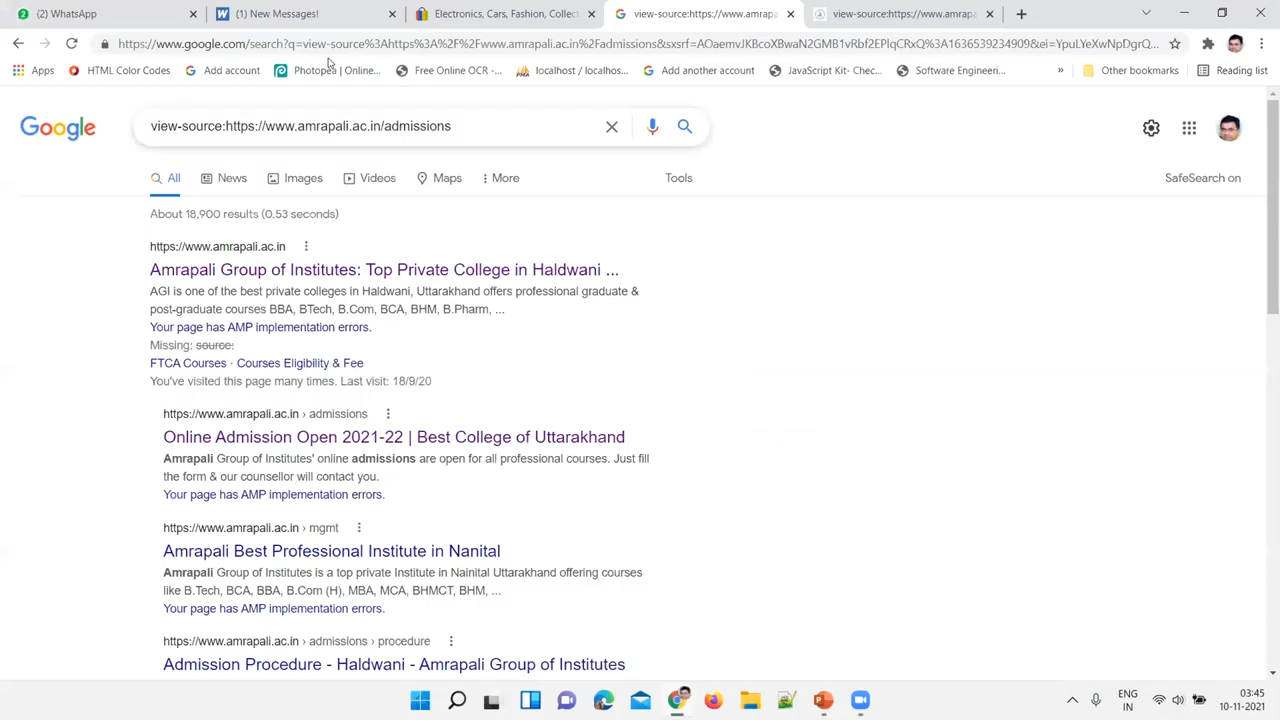 (2) WhatsApp
(1) New Messages!
Electronics, Cars, Fashion, Collect
view-source:https://www.amrapa
view-source:https://www.amrapa
https://www.google.com/search?q=view-source%3Ahttps%3A%2F%2Fwww.amrapali.ac.in%2Fadmissions&sxsrf=AOaemvJKBcoXBwaN2GMB1vRbf2EPlqCRxQ%3A1636539234909&ei=YpuLYeXwNpDgrQ...
Apps
HTML Color Codes
Add account
Photopea | Online...
Free Online OCR -...
localhost / localhos...
Add another account
JavaScript Kit- Chec...
Software Engineeri...
»
Other bookmarks
Reading list
Google
view-source:https://www.amrapali.ac.in/admissions
All
News
Images
Videos
Maps
More
Tools
SafeSearch on
About 18,900 results (0.53 seconds)
https://www.amrapali.ac.in
Amrapali Group of Institutes: Top Private College in Haldwani ...
AGI is one of the best private colleges in Haldwani, Uttarakhand offers professional graduate &
post-graduate courses BBA, BTech, B.Com, BCA, BHM, B.Pharm, ...
Your page has AMP implementation errors.
Missing: source:
FTCA Courses · Courses Eligibility & Fee
You've visited this page many times. Last visit: 18/9/20
https://www.amrapali.ac.in › admissions
Online Admission Open 2021-22 | Best College of Uttarakhand
Amrapali Group of Institutes' online admissions are open for all professional courses. Just fill
the form & our counsellor will contact you.
Your page has AMP implementation errors.
https://www.amrapali.ac.in › mgmt
Amrapali Best Professional Institute in Nanital
Amrapali Group of Institutes is a top private Institute in Nainital Uttarakhand offering courses
like B.Tech, BCA, BBA, B.Com (H), MBA, MCA, BHMCT, BHM, ...
Your page has AMP implementation errors.
https://www.amrapali.ac.in › admissions › procedure
Admission Procedure - Haldwani - Amrapali Group of Institutes
ENG
IN
03:45
10-11-2021